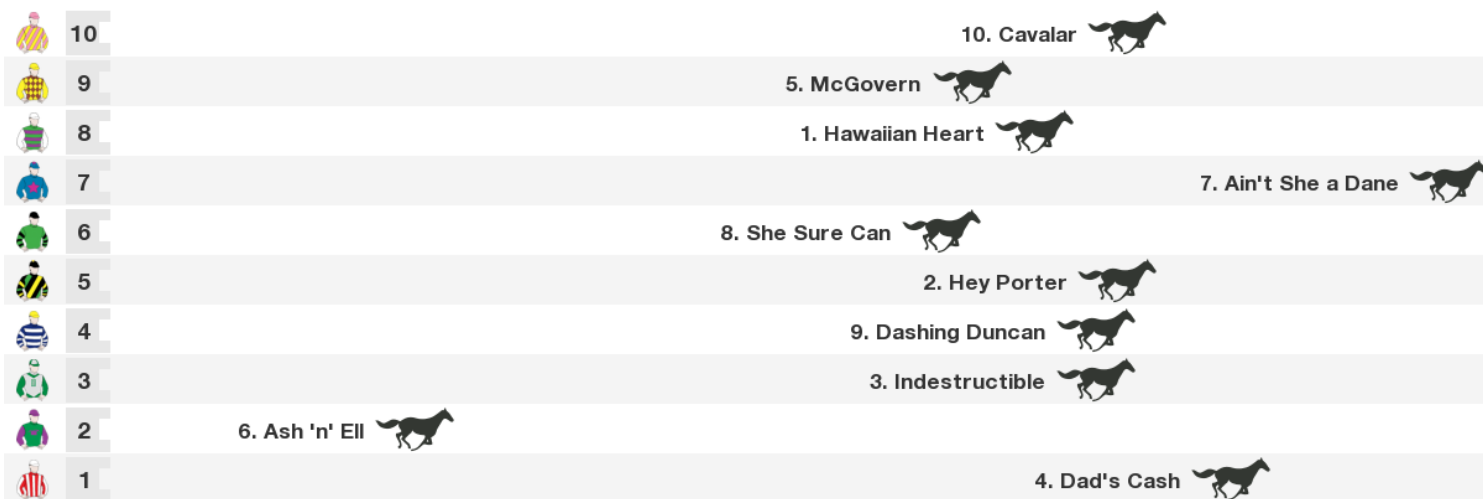 10 10. Cavalar
9 5. McGovern
8 1. Hawaiian Heart
7 7. Ain't She a Dane
6 8. She Sure Can
5 2. Hey Porter
4 9. Dashing Duncan
3 3. Indestructible
2 6. Ash 'n' Ell
1 4. Dad's Cash